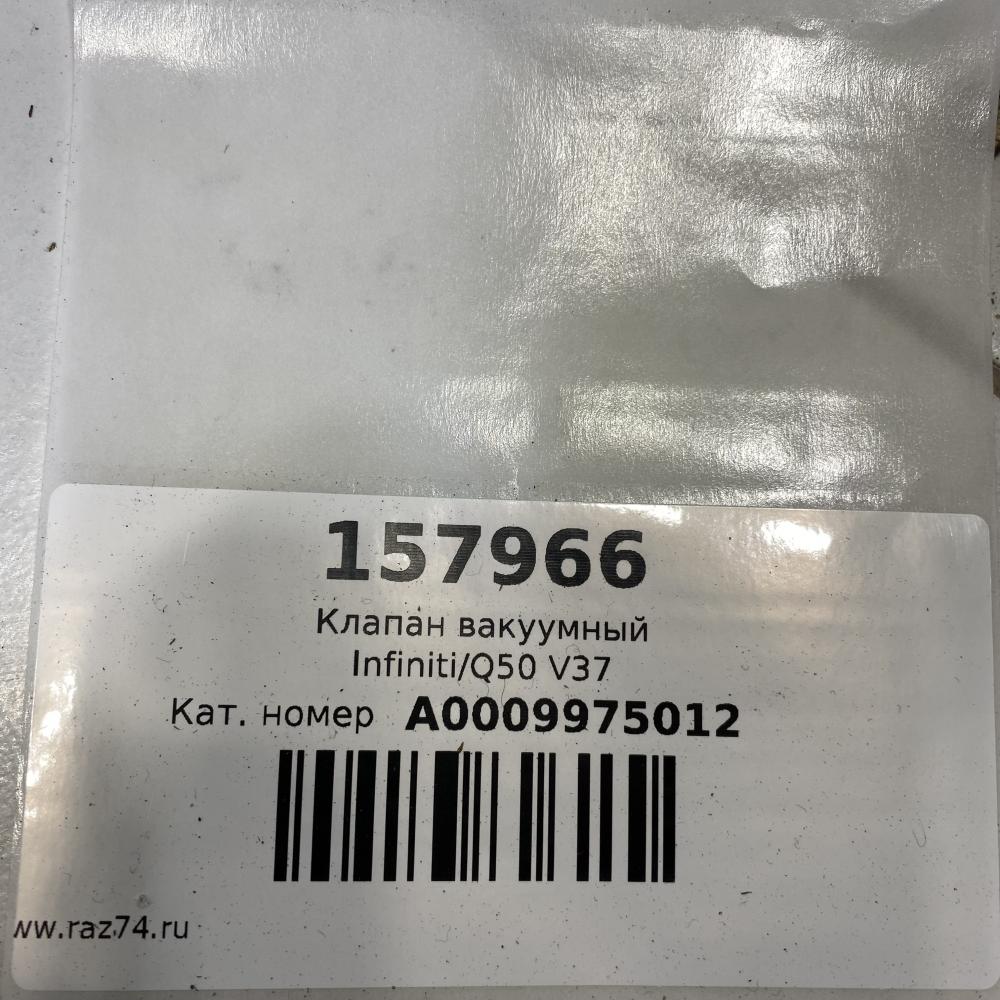 157966
Клапан вакуумный
Infiniti/Q50 V37
Кат. номер A0009975012
ww.raz74.ru